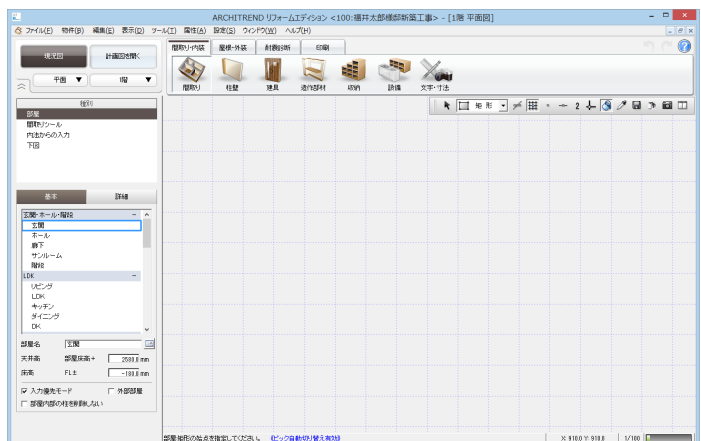 ARCHITREND リフォームエディション <100:福井太郎様邸新築工事> - [1階 平面図]
ファイル(F) 物件(B) 編集(E) 表示(D) ツール(T) 属性(A) 設定(S) ウィンドウ(W) ヘルプ(H)
現況図 計画図を開く
平面 ▼ 1階 ▼
間取り・内装 屋根・外装 耐震診断 印刷
間取り 柱壁 建具 造作部材 収納 設備 文字・寸法
矩形 2
種別
部屋
間取りツール
内法からの入力
下図
基本 詳細
玄関・ホール・階段 −
玄関
ホール
廊下
サンルーム
階段
LDK −
リビング
LDK
キッチン
ダイニング
DK
部屋名 玄関
天井高 部屋床高+ 2580.0 mm
床高 FL± -180.0 mm
入力優先モード 外部部屋
部屋内部の柱を削除しない
部屋矩形の始点を指定してください。 (ピック自動切り替え有効) X: 910.0 Y: 910.0 1/100